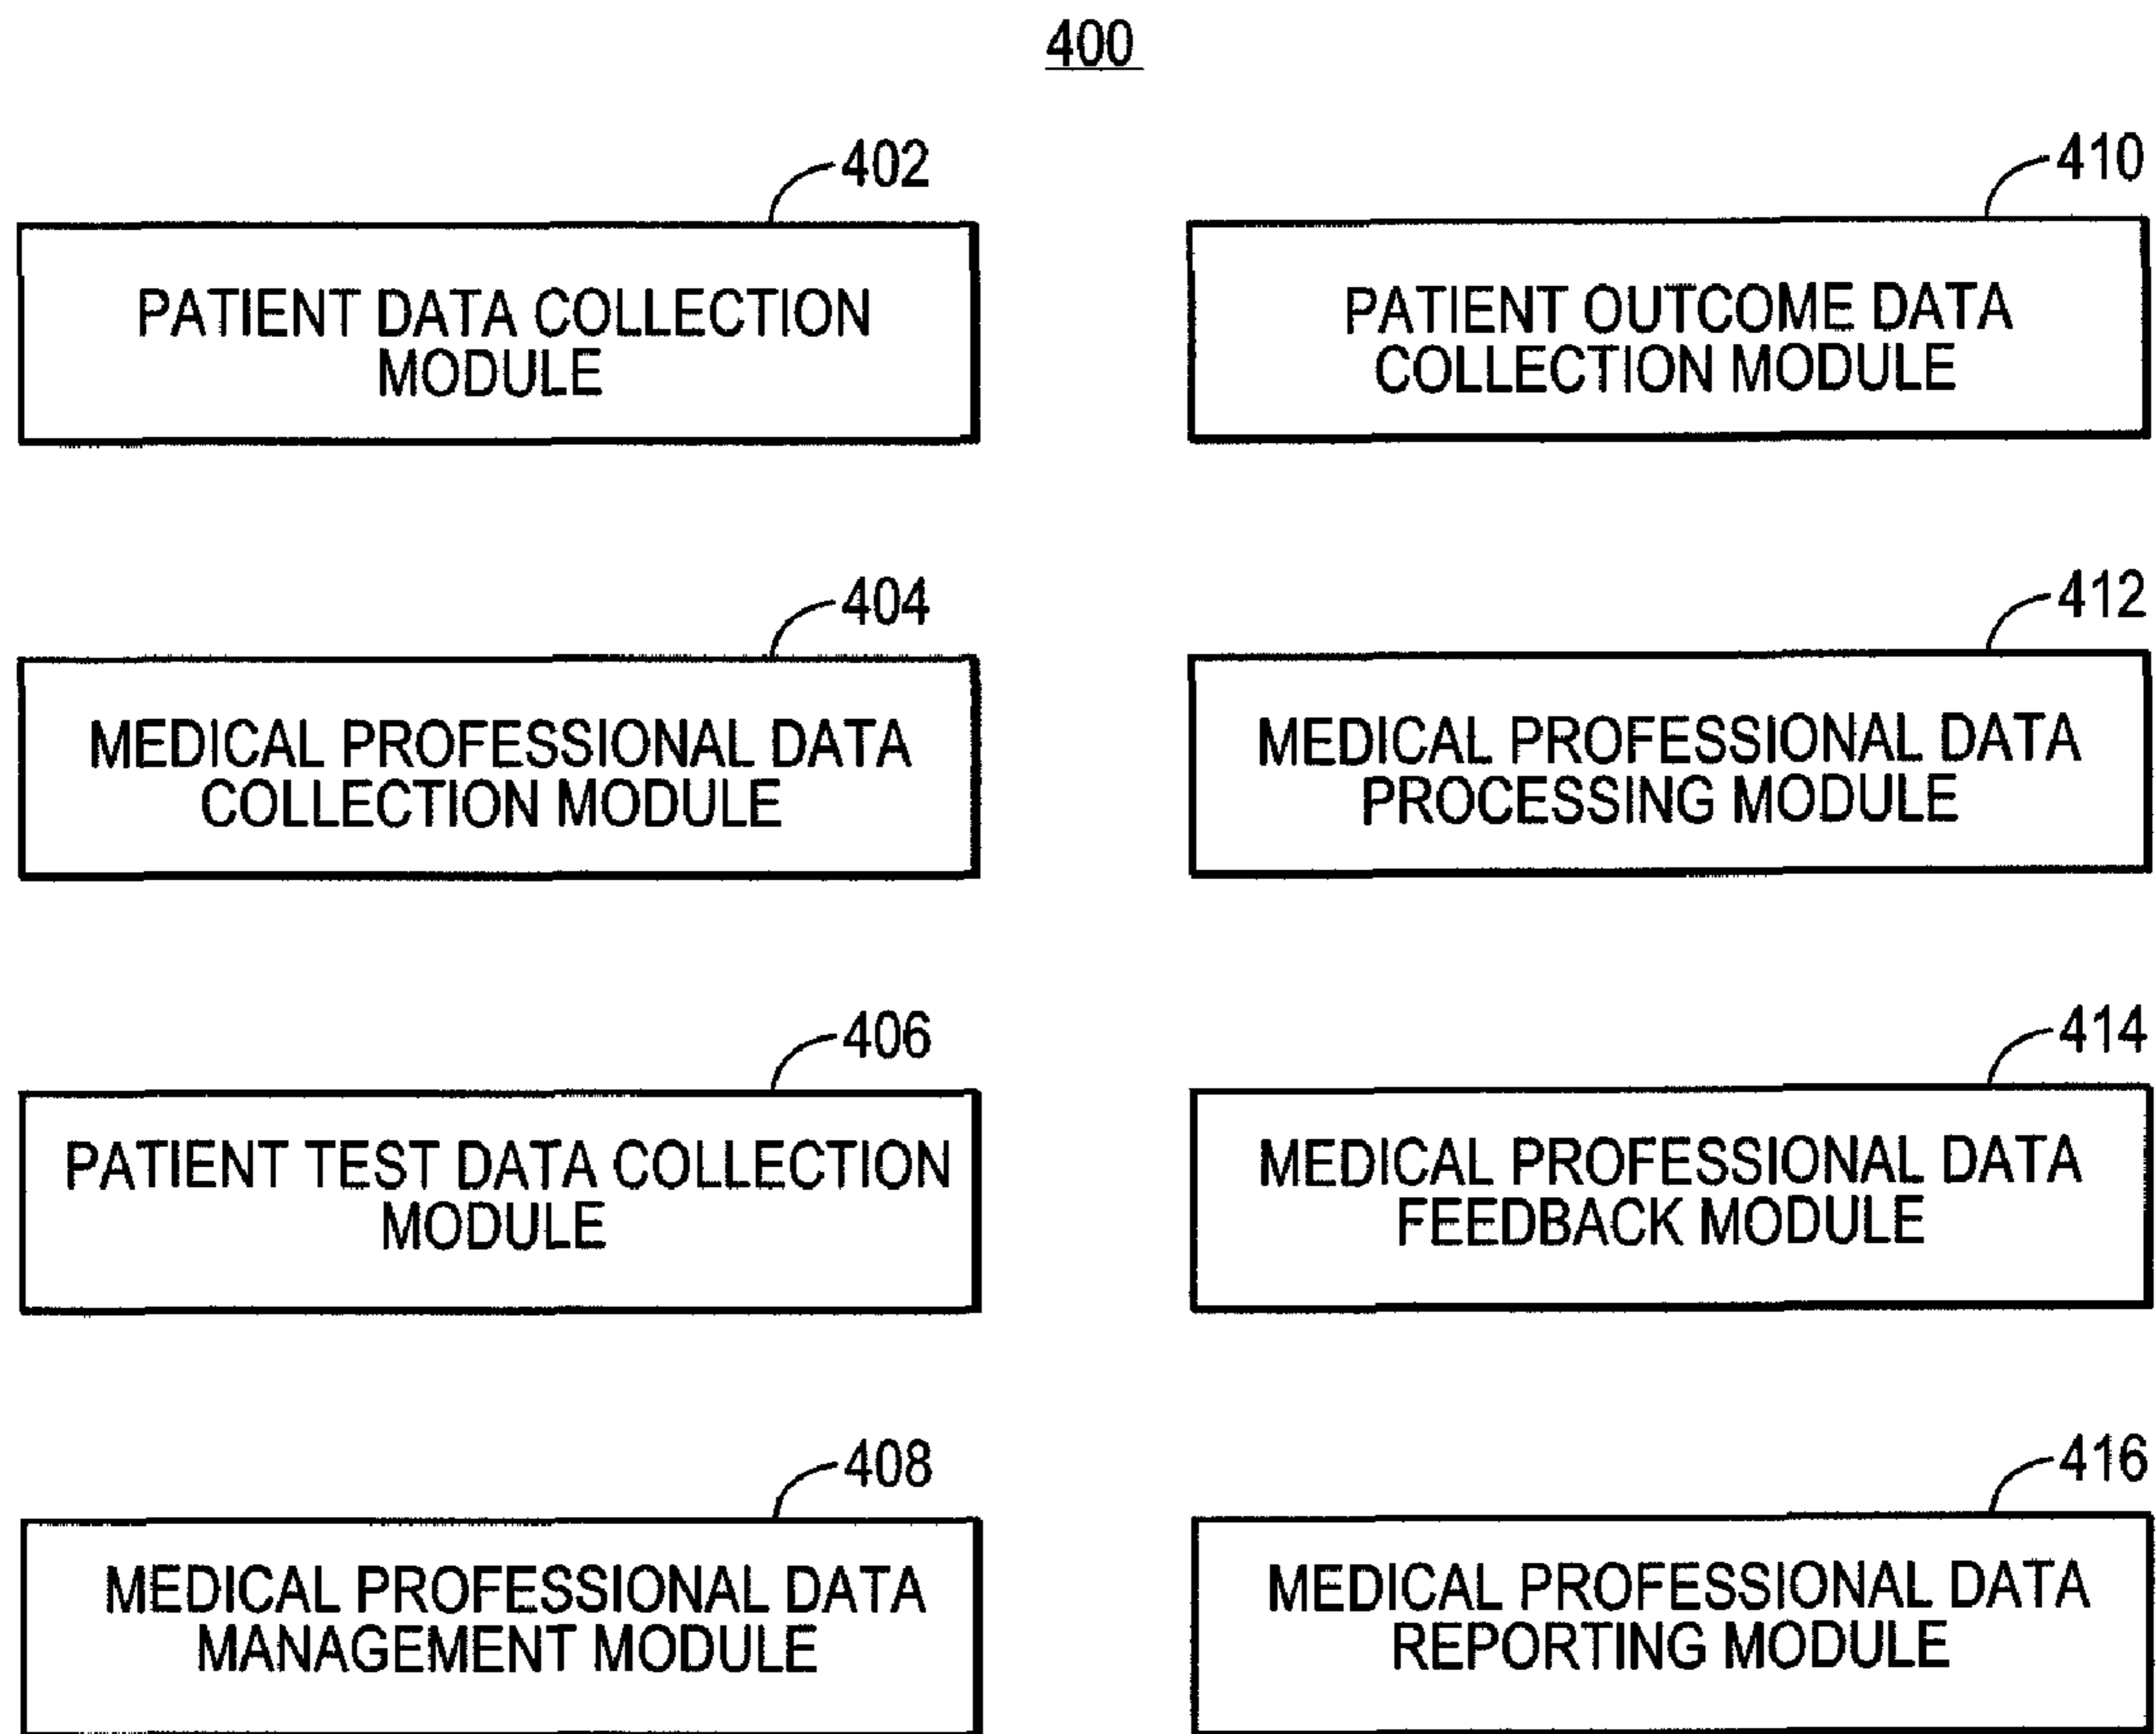 400
402
PATIENT DATA COLLECTION
MODULE
404
MEDICAL PROFESSIONAL DATA
COLLECTION MODULE
406
PATIENT TEST DATA COLLECTION
MODULE
408
MEDICAL PROFESSIONAL DATA
MANAGEMENT MODULE
410
PATIENT OUTCOME DATA
COLLECTION MODULE
412
MEDICAL PROFESSIONAL DATA
PROCESSING MODULE
414
MEDICAL PROFESSIONAL DATA
FEEDBACK MODULE
416
MEDICAL PROFESSIONAL DATA
REPORTING MODULE